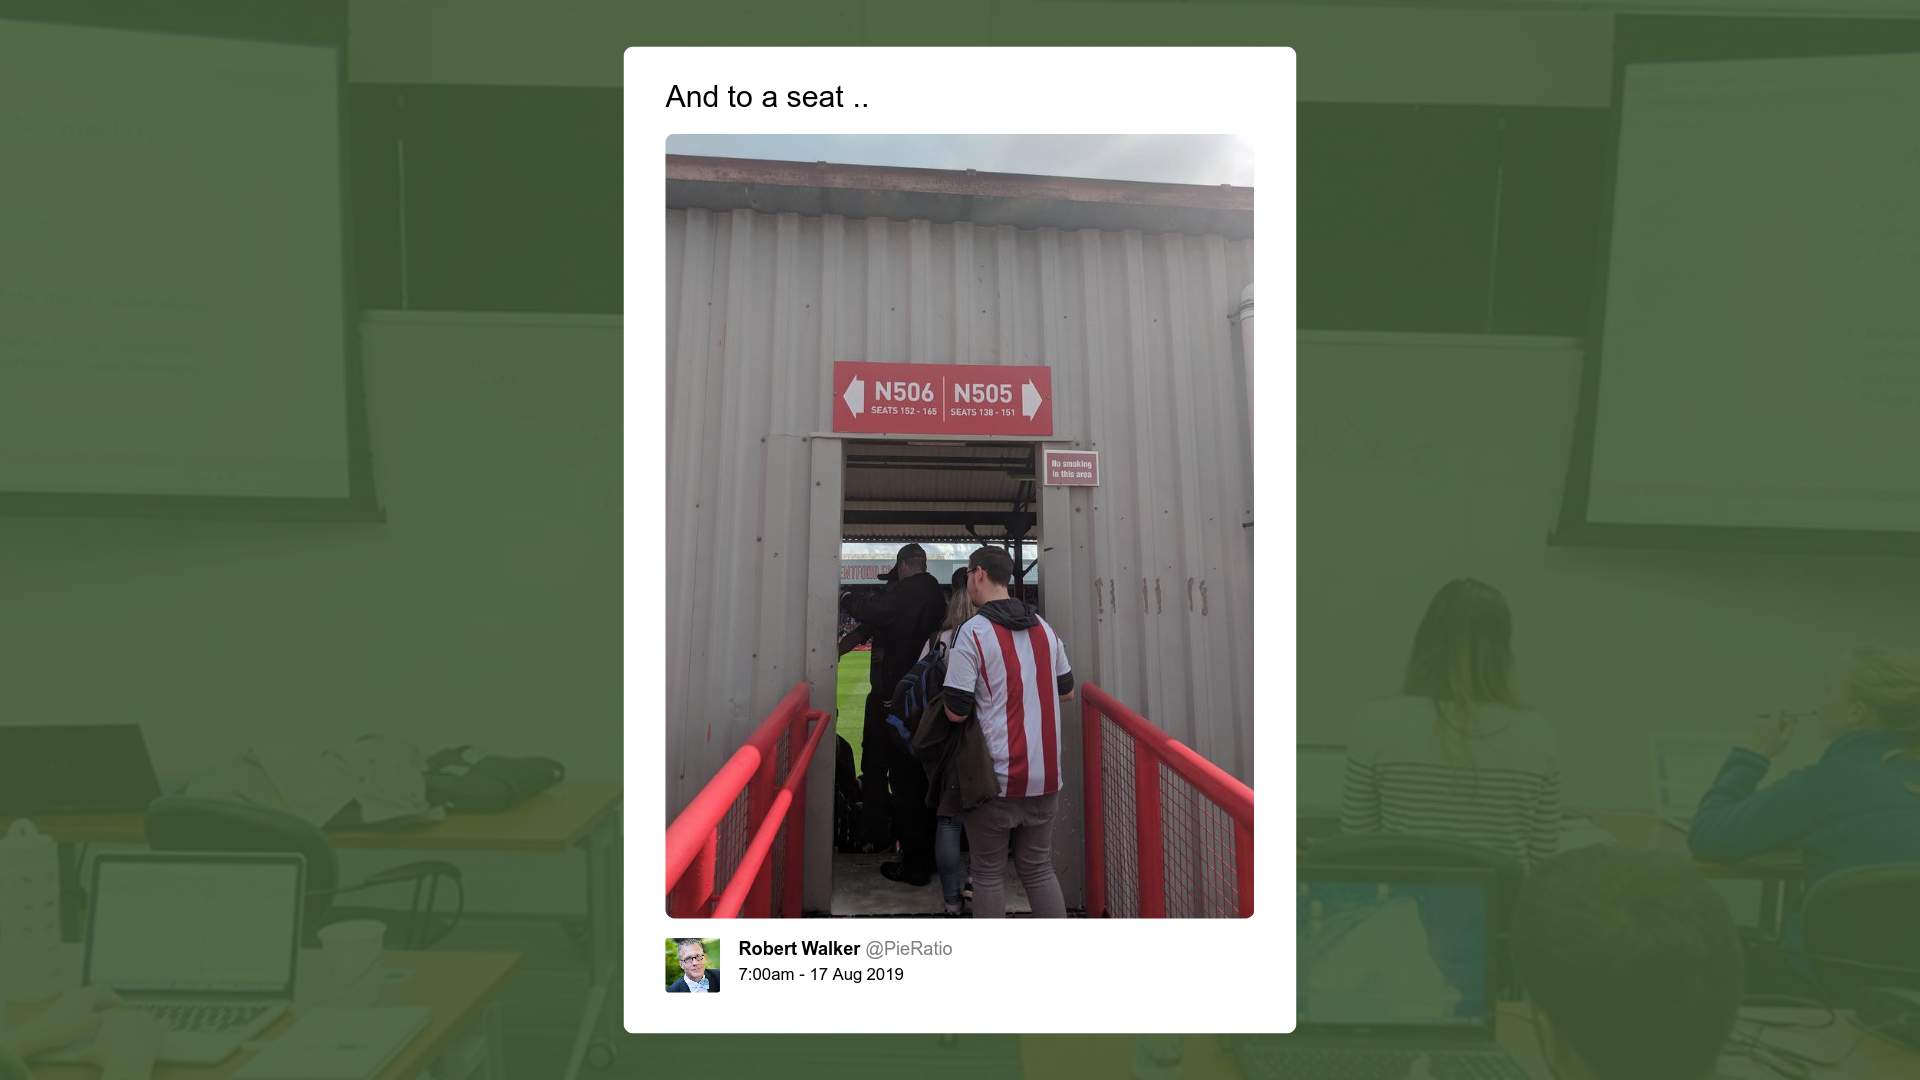 And to a seat ..
N506 N505
SEATS 152 - 165 SEATS 138 - 151
No smoking
in this area
ENTFORD F
Robert Walker @PieRatio
7:00am - 17 Aug 2019